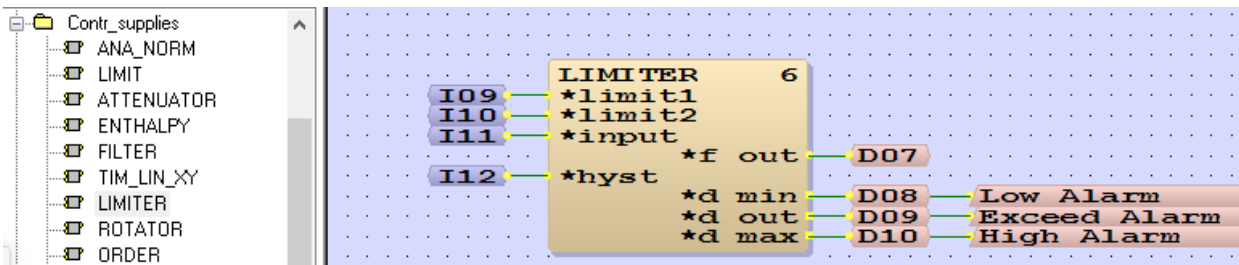 Contr_supplies
ANA_NORM
LIMIT
ATTENUATOR
ENTHALPY
FILTER
TIM_LIN_XY
LIMITER
ROTATOR
ORDER
LIMITER 6
I09 *limit1
I10 *limit2
I11 *input
*f out D07
I12 *hyst
*d min D08 Low Alarm
*d out D09 Exceed Alarm
*d max D10 High Alarm